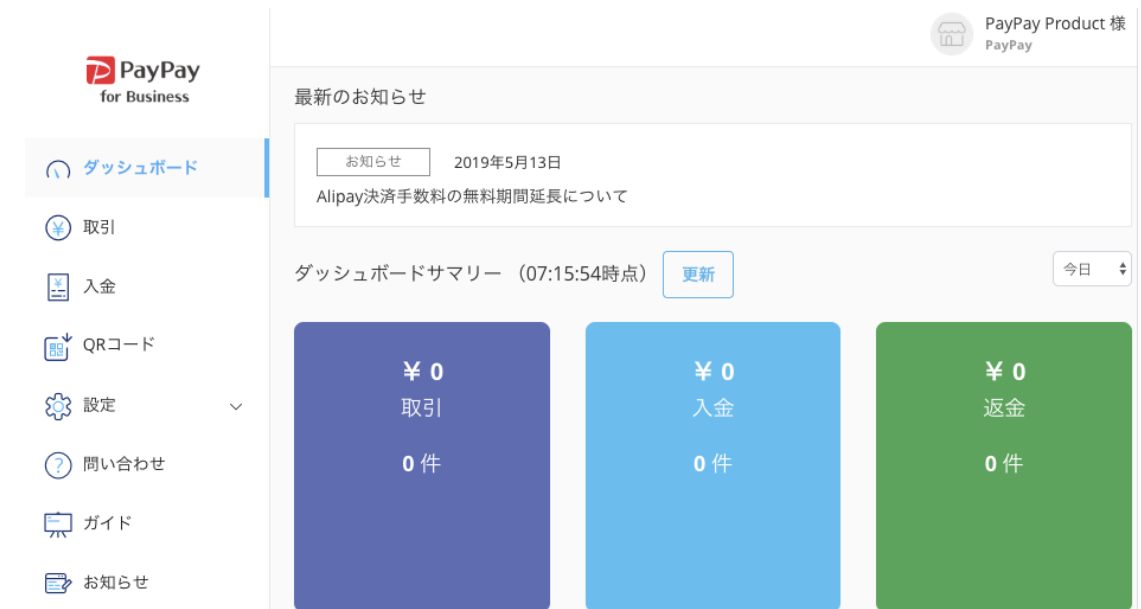 PayPay
for Business
ダッシュボード
取引
入金
QRコード
設定
問い合わせ
ガイド
お知らせ
PayPay Product 様
PayPay
最新のお知らせ
お知らせ 2019年5月13日
Alipay決済手数料の無料期間延長について
ダッシュボードサマリー （07:15:54時点） 更新 今日
¥ 0
取引
0 件
¥ 0
入金
0 件
¥ 0
返金
0 件